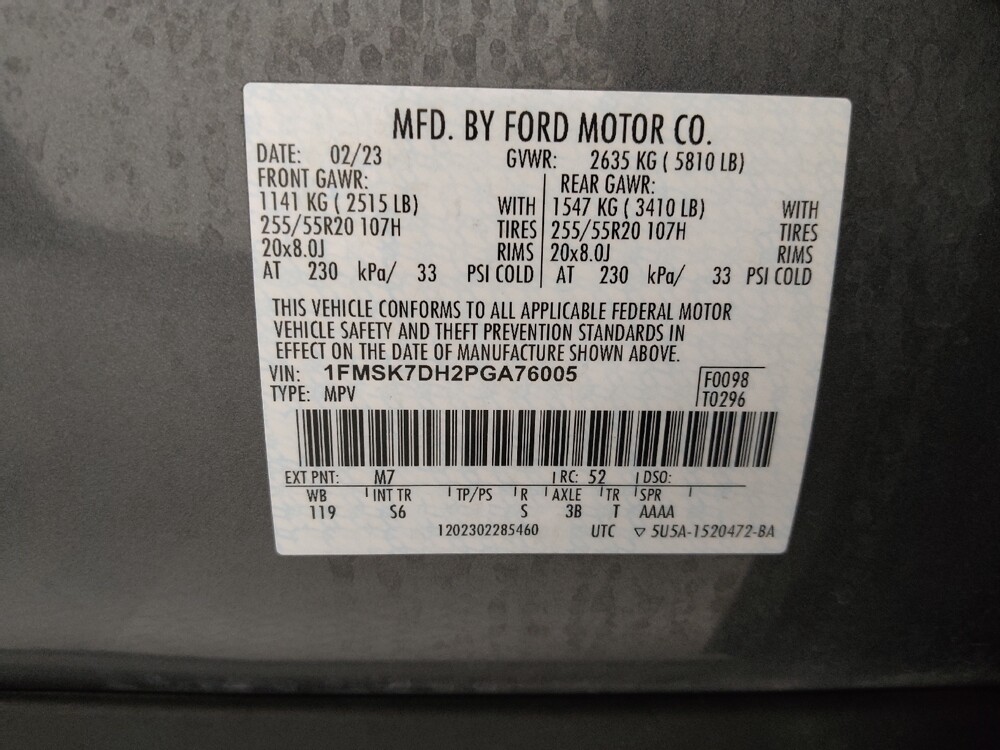 MFD. BY FORD MOTOR CO.
DATE: 02/23 GVWR: 2635 KG ( 5810 LB)
FRONT GAWR: REAR GAWR:
1141 KG ( 2515 LB) WITH 1547 KG ( 3410 LB) WITH
255/55R20 107H TIRES 255/55R20 107H TIRES
20x8.0J RIMS 20x8.0J RIMS
AT 230 kPa/ 33 PSI COLD AT 230 kPa/ 33 PSI COLD
THIS VEHICLE CONFORMS TO ALL APPLICABLE FEDERAL MOTOR
VEHICLE SAFETY AND THEFT PREVENTION STANDARDS IN
EFFECT ON THE DATE OF MANUFACTURE SHOWN ABOVE.
VIN: 1FMSK7DH2PGA76005 F0098
TYPE: MPV T0296
EXT PNT: M7 RC: 52 DSO:
WB INT TR TP/PS R AXLE TR SPR
119 S6 S 3B T AAAA
1202302285460 UTC ▽ 5U5A-1520472-BA